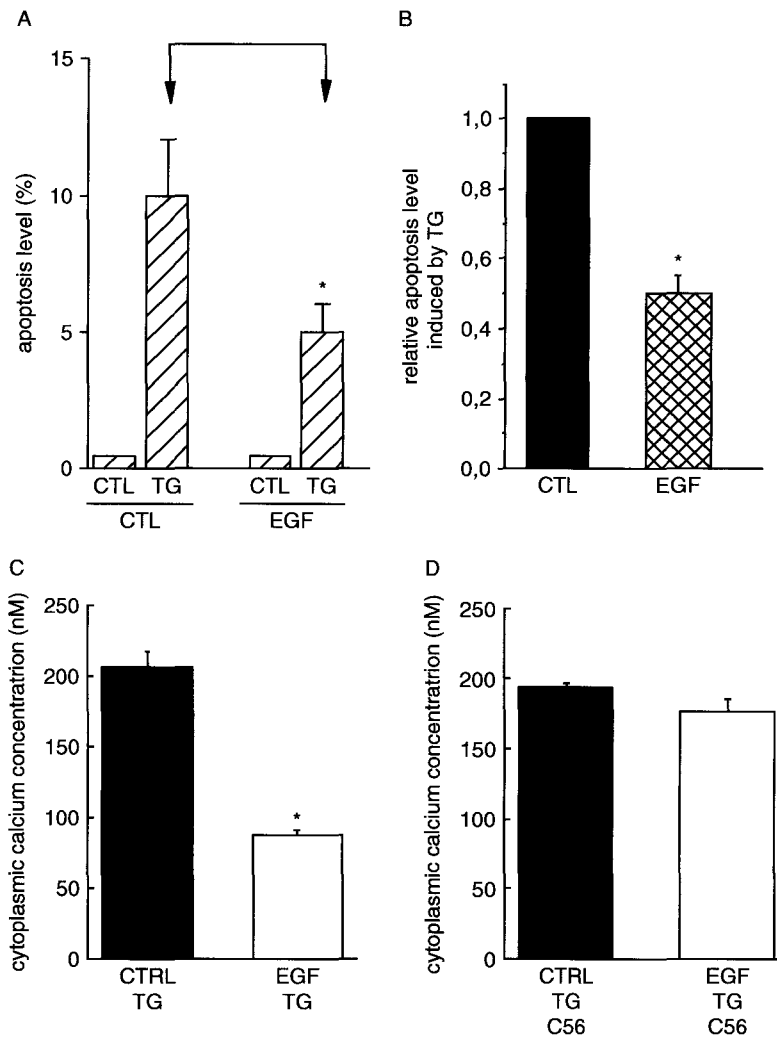 A
apoptosis level (%)
15
10
5
0
*
CTL TG CTL TG
CTL EGF
B
relative apoptosis level
induced by TG
1,0
0,8
0,6
0,4
0,2
0,0
*
CTL EGF
C
cytoplasmic calcium concentratrion (nM)
250
200
150
100
50
0
*
CTRL EGF
TG TG
D
cytoplasmic calcium concentratrion (nM)
250
200
150
100
50
0
CTRL EGF
TG TG
C56 C56